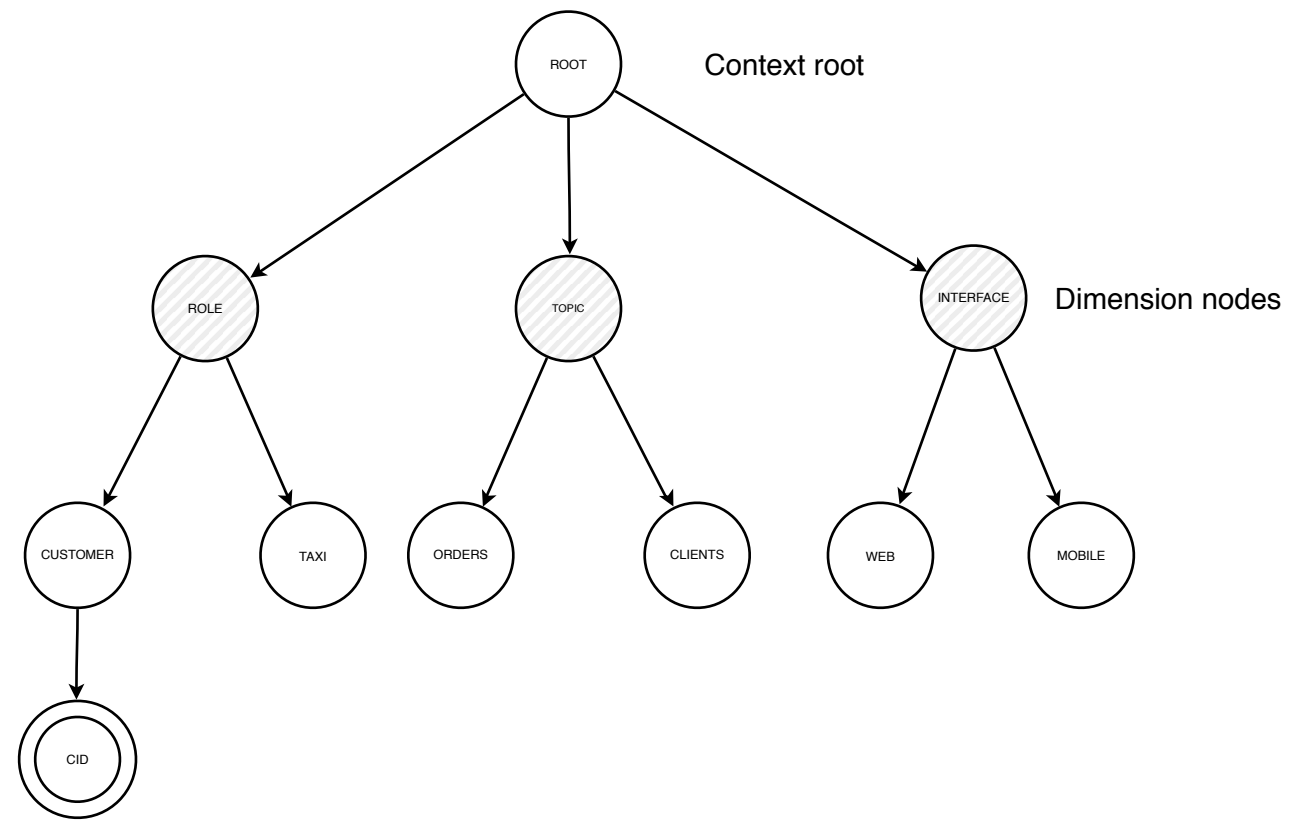 ROOT
Context root
ROLE
TOPIC
INTERFACE
Dimension nodes
CUSTOMER
TAXI
ORDERS
CLIENTS
WEB
MOBILE
CID